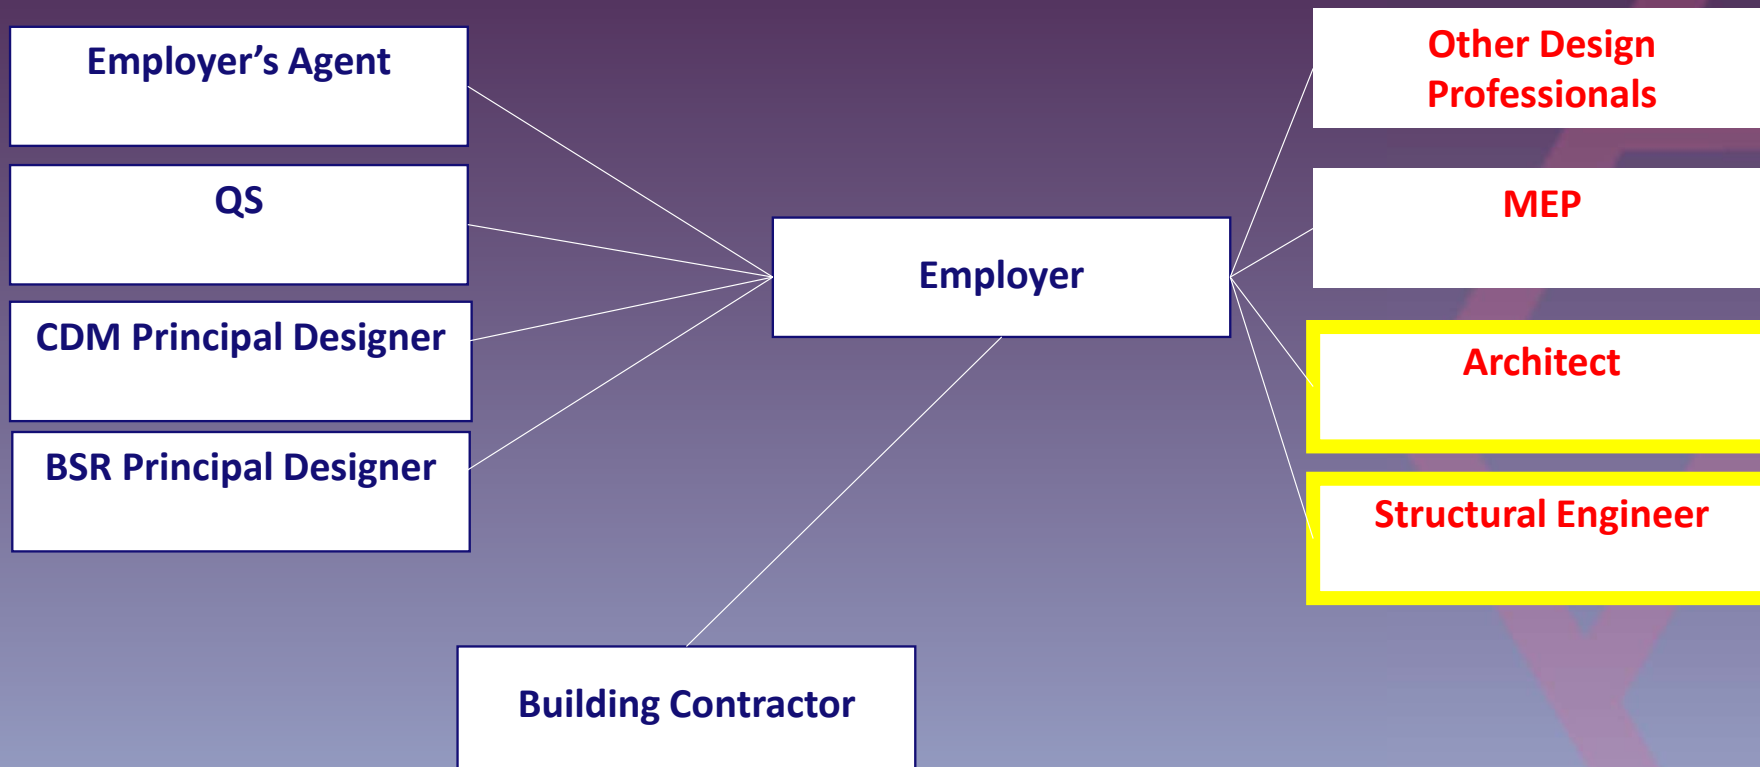 Employer’s Agent
QS
CDM Principal Designer
BSR Principal Designer
Employer
Building Contractor
Other Design
Professionals
MEP
Architect
Structural Engineer